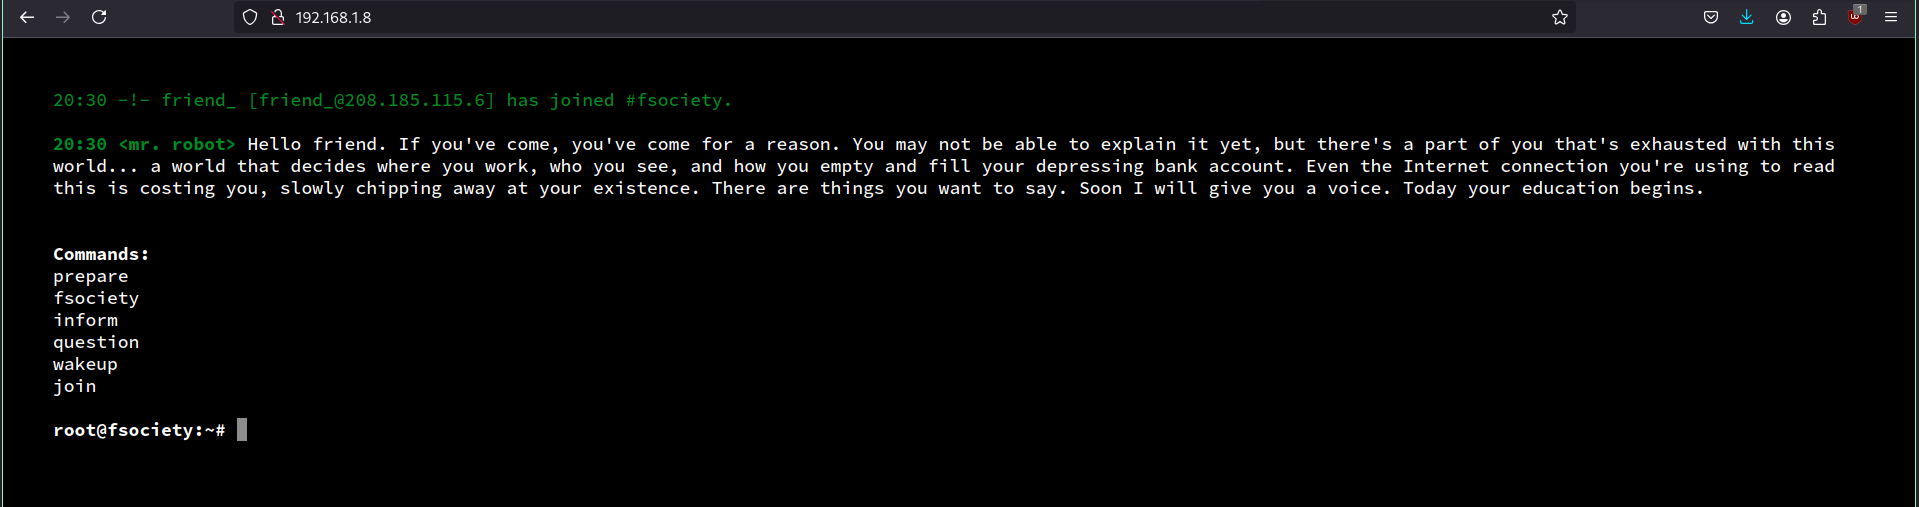 192.168.1.8
1
20:30 -!- friend_ [friend_@208.185.115.6] has joined #fsociety.
20:30 <mr. robot> Hello friend. If you've come, you've come for a reason. You may not be able to explain it yet, but there's a part of you that's exhausted with this
world... a world that decides where you work, who you see, and how you empty and fill your depressing bank account. Even the Internet connection you're using to read
this is costing you, slowly chipping away at your existence. There are things you want to say. Soon I will give you a voice. Today your education begins.
Commands:
prepare
fsociety
inform
question
wakeup
join
root@fsociety:~#